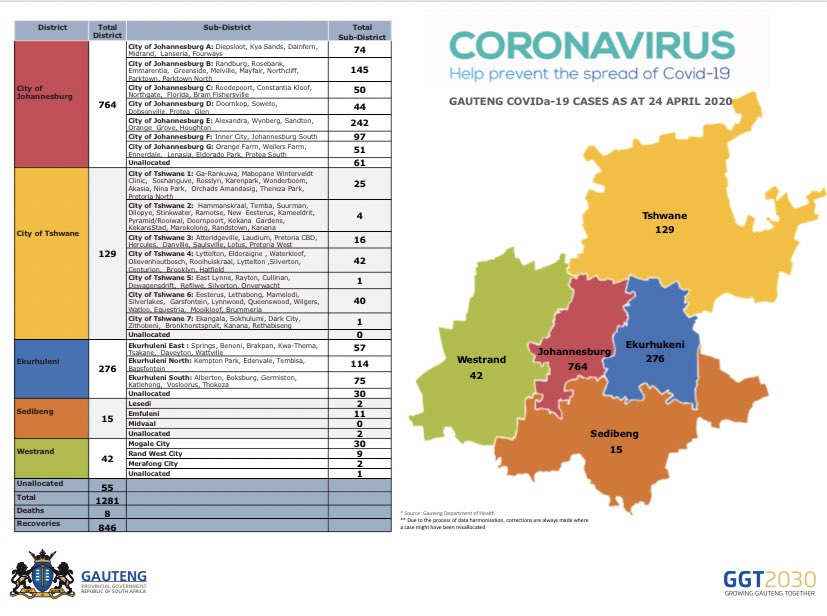 District Total District Sub-District Total Sub-District
City of Johannesburg 764
City of Johannesburg A: Diepsloot, Kya Sands, Dainfern, Midrand, Lanseria, Fourways 74
City of Johannesburg B: Randburg, Rosebank, Emmarentia, Greenside, Melville, Mayfair, Northcliff, Parktown, Parktown North 145
City of Johannesburg C: Roodepoort, Constantia Kloof, Northgate, Florida, Bram Fishersville 50
City of Johannesburg D: Doornkop, Soweto, Dobsonville, Protea Glen 44
City of Johannesburg E: Alexandra, Wynberg, Sandton, Orange Grove, Houghton 242
City of Johannesburg F: Inner City, Johannesburg South 97
City of Johannesburg G: Orange Farm, Weilers Farm, Ennerdale, Lenasia, Eldorado Park, Protea South 51
Unallocated 61
City of Tshwane 129
City of Tshwane 1: Ga-Rankuwa, Mabopane Winterveldt Clinic, Soshanguve, Rosslyn, Karenpark, Wonderboom, Akasia, Nina Park, Orchads Amandasig, Thereza Park, Pretoria North 25
City of Tshwane 2: Hammanskraal, Temba, Suurman, Dilopye, Stinkwater, Ramotse, New Eesterus, Kameeldrit, Pyramid/Rooiwal, Doornpoort, Kekana Gardens, KekansStad, Marokolong, Randstown, Kanana 4
City of Tshwane 3: Atteridgeville, Laudium, Pretoria CBD, Hercules, Danville, Saulsville, Lotus, Pretoria West 16
City of Tshwane 4: Lyttelton, Eldoraigne , Waterkloof, Olievenhoutbosch, Rooihuiskraal, Lyttelton ,Silverton, Centurion, Brooklyn, Hatfield 42
City of Tshwane 5: East Lynne, Rayton, Cullinan, Dewagensdrift, Refilwe, Silverton, Onverwacht 1
City of Tshwane 6: Eesterus, Lethabong, Mamelodi, Silverlakes, Garsfontein, Lynnwood, Queenswood, Wilgers, Watloo, Equestria, Mooikloof, Brummeria 40
City of Tshwane 7: Ekangala, Sokhulumi, Dark City, Zithobeni, Bronkhorstspruit, Kanana, Rethabiseng 1
Unallocated 0
Ekurhuleni 276
Ekurhuleni East : Springs, Benoni, Brakpan, Kwa-Thema, Tsakane, Daveyton, Wattville 57
Ekurhuleni North: Kempton Park, Edenvale, Tembisa, Bapsfontein 114
Ekurhuleni South: Alberton, Boksburg, Germiston, Katlehong, Vosloorus, Thokoza 75
Unallocated 30
Sedibeng 15
Lesedi 2
Emfuleni 11
Midvaal 0
Unallocated 2
Westrand 42
Mogale City 30
Rand West City 9
Merafong City 2
Unallocated 1
Unallocated 55
Total 1281
Deaths 8
Recoveries 846
CORONAVIRUS
Help prevent the spread of Covid-19
GAUTENG COVIDa-19 CASES AS AT 24 APRIL 2020
Tshwane
129
Ekurhukeni
276
Johannesburg
764
Westrand
42
Sedibeng
15
* Source: Gauteng Department of Health
** Due to the process of data harmonisation, corrections are always made where
a case might have been misallocated
GAUTENG
PROVINCIAL GOVERNMENT
REPUBLIC OF SOUTH AFRICA
GGT2030
GROWING GAUTENG TOGETHER